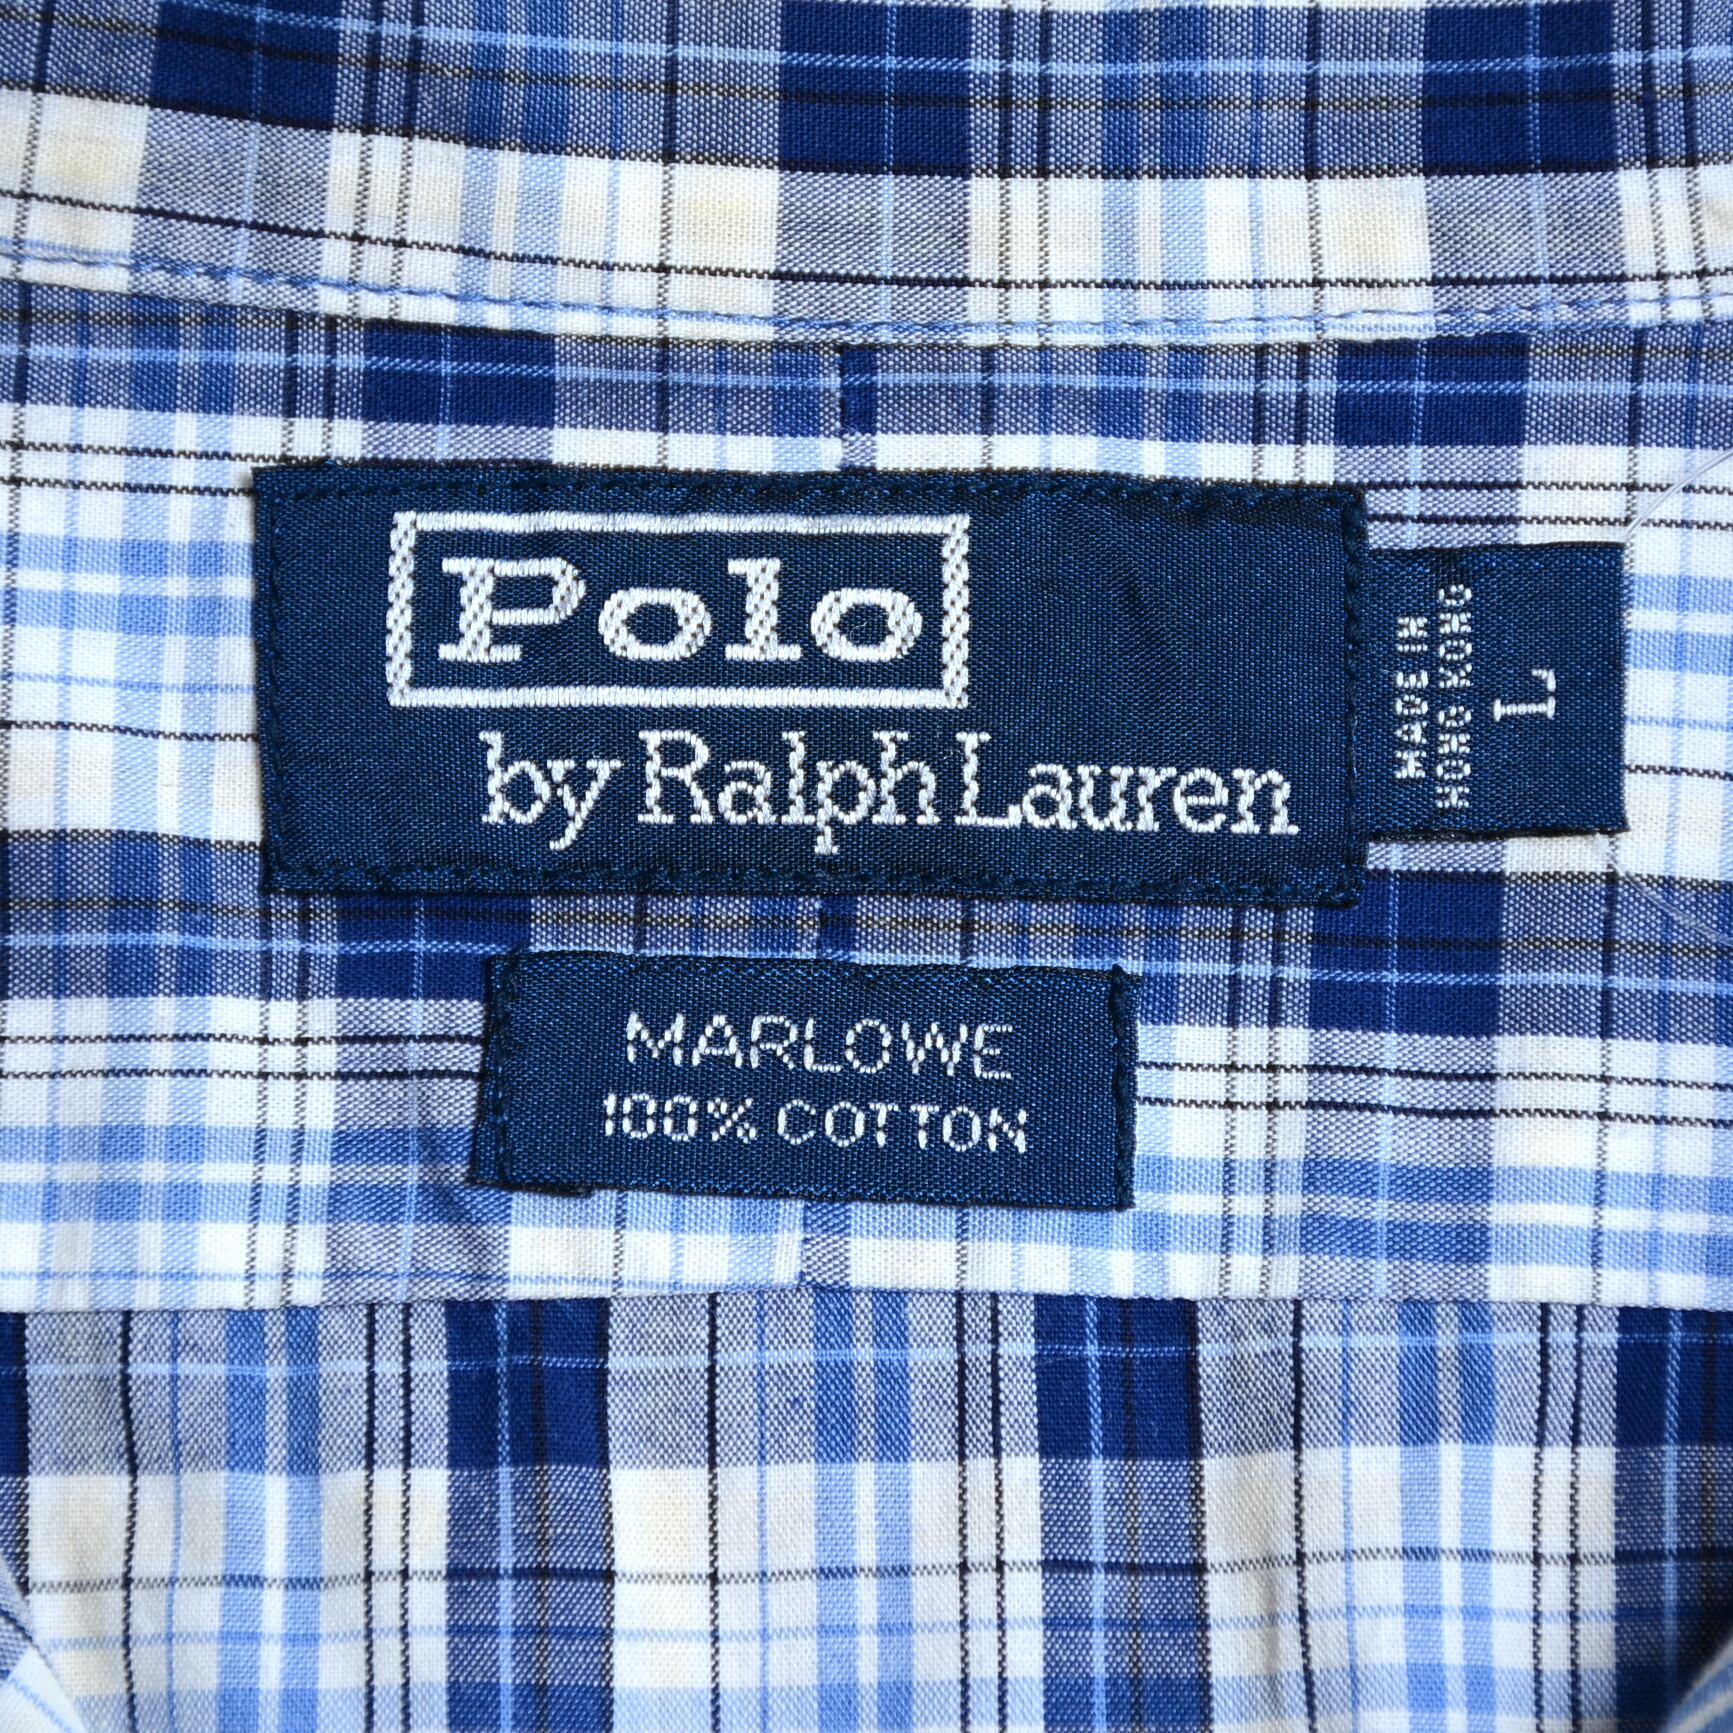 Polo
by Ralph Lauren
MADE IN
HONG KONG
L
MARLOWE
100% COTTON